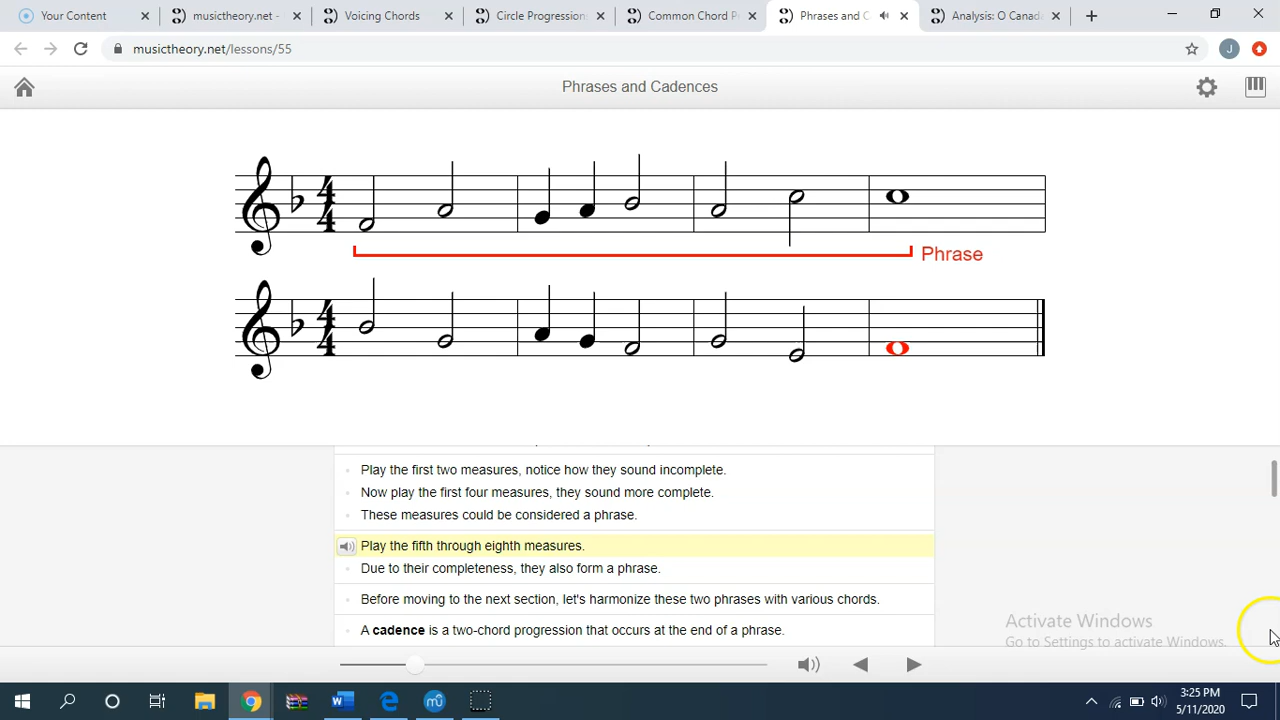 Your Content
musictheory.net -
Voicing Chords
Circle Progression
Common Chord P
Phrases and C
Analysis: O Canada
musictheory.net/lessons/55
J
Phrases and Cadences
4
4
Phrase
4
4
Play the first two measures, notice how they sound incomplete.
Now play the first four measures, they sound more complete.
These measures could be considered a phrase.
Play the fifth through eighth measures.
Due to their completeness, they also form a phrase.
Before moving to the next section, let's harmonize these two phrases with various chords.
A cadence is a two-chord progression that occurs at the end of a phrase.
Activate Windows
Go to Settings to activate Windows.
3:25 PM
5/11/2020